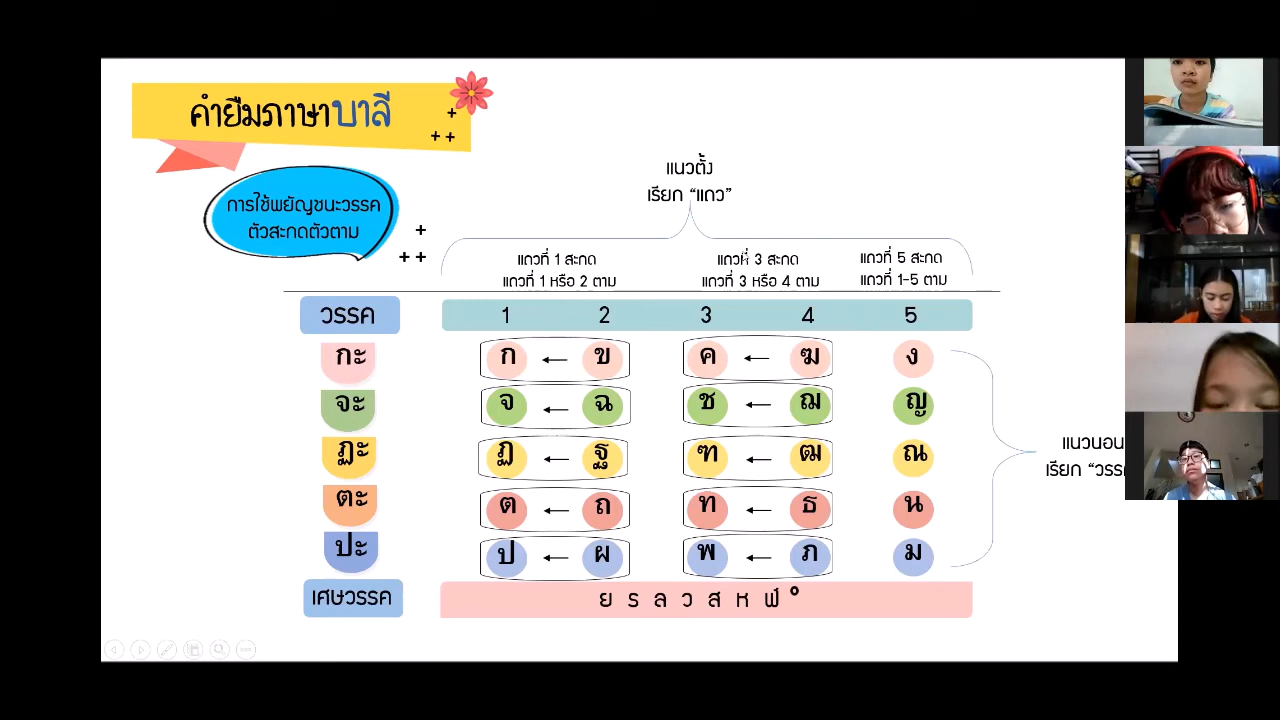 คำยืมภาษาบาลี
การใช้พยัญชนะวรรค
ตัวสะกดตัวตาม
แนวตั้ง
เรียก “แถว”
แถวที่ 1 สะกด
แถวที่ 1 หรือ 2 ตาม
แถวที่ 3 สะกด
แถวที่ 3 หรือ 4 ตาม
แถวที่ 5 สะกด
แถวที่ 1-5 ตาม
วรรค 1 2 3 4 5
กะ ก ← ข ค ← ฆ ง
จะ จ ← ฉ ช ← ฌ ญ
ฏะ ฏ ← ฐ ฑ ← ฒ ณ
ตะ ต ← ถ ท ← ธ น
ปะ ป ← ผ พ ← ภ ม
เศษวรรค ย ร ล ว ส ห ฬ ํ
แนวนอน
เรียก